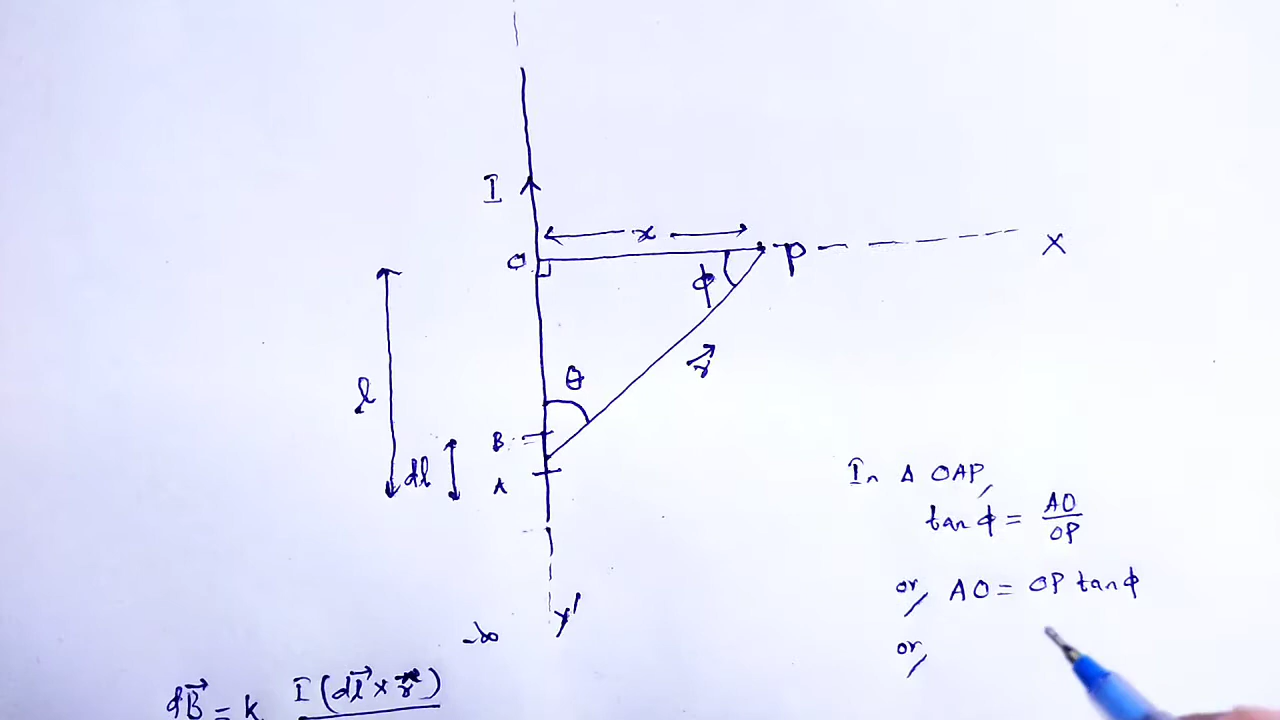 I
x
O
P
X
ϕ
r⃗
θ
l
B
dl
A
In Δ OAP,
tan ϕ = AO/OP
or, AO = OP tan ϕ
or,
-∞
y'
dB⃗ = k I (dl⃗ × r⃗)